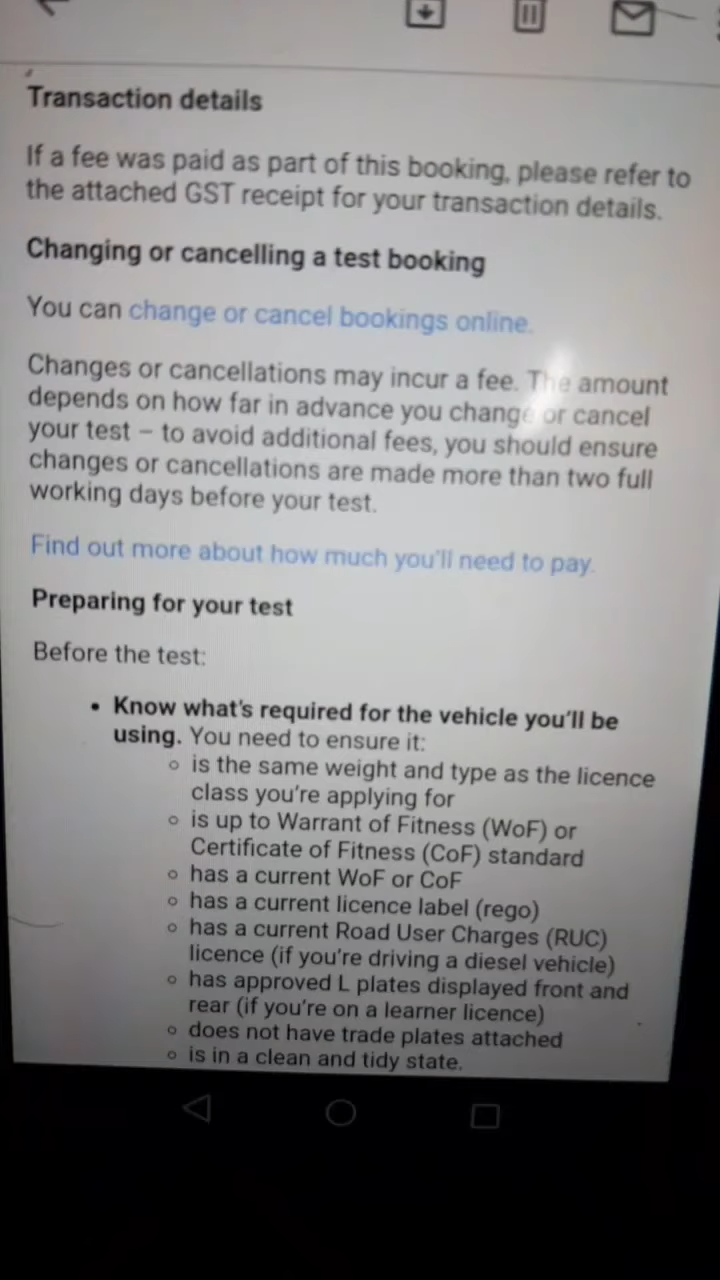 Transaction details
If a fee was paid as part of this booking, please refer to
the attached GST receipt for your transaction details.
Changing or cancelling a test booking
You can change or cancel bookings online.
Changes or cancellations may incur a fee. The amount
depends on how far in advance you change or cancel
your test – to avoid additional fees, you should ensure
changes or cancellations are made more than two full
working days before your test.
Find out more about how much you'll need to pay.
Preparing for your test
Before the test:
• Know what's required for the vehicle you'll be
using. You need to ensure it:
○ is the same weight and type as the licence
class you're applying for
○ is up to Warrant of Fitness (WoF) or
Certificate of Fitness (CoF) standard
○ has a current WoF or CoF
○ has a current licence label (rego)
○ has a current Road User Charges (RUC)
licence (if you're driving a diesel vehicle)
○ has approved L plates displayed front and
rear (if you're on a learner licence)
○ does not have trade plates attached
○ is in a clean and tidy state.